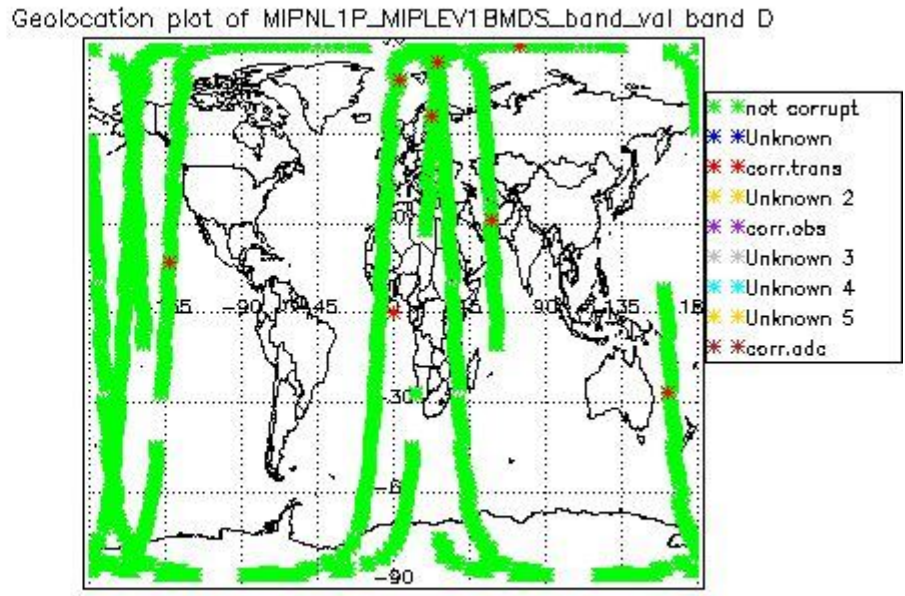 Geolocation plot of MIPNL1P_MIPLEV1BMDS_band_val band D
not corrupt
Unknown
corr.trans
Unknown 2
corr.obs
Unknown 3
Unknown 4
Unknown 5
corr.adc
-90
45
90
135
-30
-6
-90